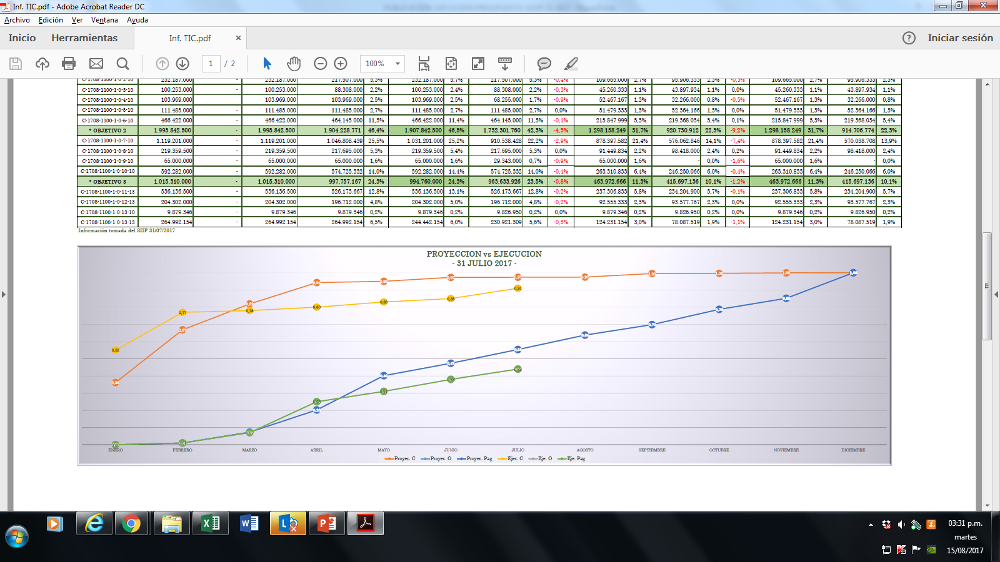 Inf. TIC.pdf - Adobe Acrobat Reader DC
Archivo Edición Ver Ventana Ayuda
Inicio Herramientas Inf. TIC.pdf × ? Iniciar sesión
1 / 2 100%
C-1708-1100-1-0-2-10 232.187.000 - 232.187.000 217.507.000 5,3% 232.187.000 5,7% 217.507.000 5,3% -0,4% 109.665.000 2,7% 95.906.333 2,3% -0,3% 109.665.000 2,7% 95.906.333 2,3%
C-1708-1100-1-0-3-10 100.253.000 - 100.253.000 88.308.000 2,2% 100.253.000 2,4% 88.308.000 2,2% -0,3% 45.260.333 1,1% 43.897.934 1,1% 0,0% 45.260.333 1,1% 43.897.934 1,1%
C-1708-1100-1-0-4-10 103.969.000 - 103.969.000 103.969.000 2,5% 103.969.000 2,5% 68.255.000 1,7% -0,9% 52.467.167 1,3% 32.266.000 0,8% -0,5% 52.467.167 1,3% 32.266.000 0,8%
C-1708-1100-1-0-5-10 111.485.000 - 111.485.000 111.485.000 2,7% 111.485.000 2,7% 111.485.000 2,7% 0,0% 51.479.333 1,3% 52.364.166 1,3% 0,0% 51.479.333 1,3% 52.364.166 1,3%
C-1708-1100-1-0-6-10 466.422.000 - 466.422.000 464.145.000 11,3% 466.422.000 11,4% 464.145.000 11,3% -0,1% 215.847.999 5,3% 219.368.034 5,4% 0,1% 215.847.999 5,3% 219.368.034 5,4%
* OBJETIVO 2 1.995.842.500 - 1.995.842.500 1.904.228.771 46,4% 1.907.842.500 46,5% 1.732.301.760 42,3% -4,3% 1.298.158.249 31,7% 920.730.912 22,5% -9,2% 1.298.158.249 31,7% 914.706.774 22,3%
C-1708-1100-1-0-7-10 1.119.201.000 - 1.119.201.000 1.046.808.439 25,5% 1.031.201.000 25,2% 910.538.428 22,2% -2,9% 878.397.582 21,4% 576.062.846 14,1% -7,4% 878.397.582 21,4% 570.038.708 13,9%
C-1708-1100-1-0-8-10 219.359.500 - 219.359.500 217.695.000 5,3% 219.359.500 5,4% 217.695.000 5,3% 0,0% 91.449.834 2,2% 98.418.000 2,4% 0,2% 91.449.834 2,2% 98.418.000 2,4%
C-1708-1100-1-0-9-10 65.000.000 - 65.000.000 65.000.000 1,6% 65.000.000 1,6% 29.343.000 0,7% -0,9% 65.000.000 1,6% - 0,0% -1,6% 65.000.000 1,6% - 0,0%
C-1708-1100-1-0-10-10 592.282.000 - 592.282.000 574.725.332 14,0% 592.282.000 14,4% 574.725.332 14,0% -0,4% 263.310.833 6,4% 246.250.066 6,0% -0,4% 263.310.833 6,4% 246.250.066 6,0%
* OBJETIVO 3 1.015.310.000 - 1.015.310.000 997.757.167 24,3% 994.760.000 24,3% 963.633.926 23,5% -0,8% 463.972.666 11,3% 415.697.136 10,1% -1,2% 463.972.666 11,3% 415.697.136 10,1%
C-1708-1100-1-0-11-13 536.136.500 - 536.136.500 526.173.667 12,8% 536.136.500 13,1% 526.173.667 12,8% -0,2% 237.306.833 5,8% 234.204.900 5,7% -0,1% 237.306.833 5,8% 234.204.900 5,7%
C-1708-1100-1-0-12-13 204.302.000 - 204.302.000 196.712.000 4,8% 204.302.000 5,0% 196.712.000 4,8% -0,2% 92.555.333 2,3% 93.577.767 2,3% 0,0% 92.555.333 2,3% 93.577.767 2,3%
C-1708-1100-1-0-13-10 9.879.346 - 9.879.346 9.879.346 0,2% 9.879.346 0,2% 9.826.950 0,2% 0,0% 9.879.346 0,2% 9.826.950 0,2% 0,0% 9.879.346 0,2% 9.826.950 0,2%
C-1708-1100-1-0-13-13 264.992.154 - 264.992.154 264.992.154 6,5% 244.442.154 6,0% 230.921.309 5,6% -0,3% 124.231.154 3,0% 78.087.519 1,9% -1,1% 124.231.154 3,0% 78.087.519 1,9%
Información tomada del SIIF 31/07/2017
PROYECCION vs EJECUCION
- 31 JULIO 2017 -
1,00 1,00 1,00 1,00
0,77 0,78 0,80 0,83 0,85 0,91
0,67
0,55
0,36
0,44
ENERO FEBRERO MARZO ABRIL MAYO JUNIO JULIO AGOSTO SEPTIEMBRE OCTUBRE NOVIEMBRE DICIEMBRE
Proyec. C Proyec. O Proyec. Pag Ejec. C Eje. O Eje. Pag
03:31 p.m.
martes
15/08/2017